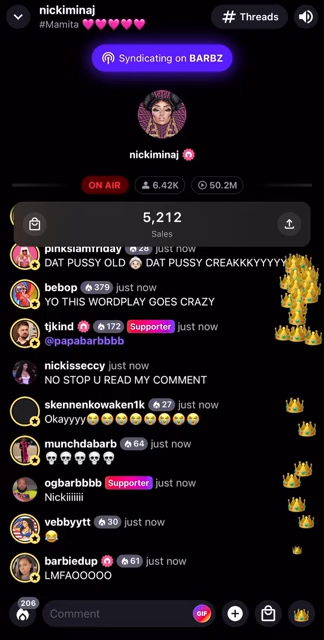 nickiminaj
#Mamita 💗💗💗💗💗
# Threads
Syndicating on BARBZ
nickiminaj
ON AIR 6.42K 50.2M
5,212
Sales
pinkslamfriday 28 just now
DAT PUSSY OLD 👵🏻 DAT PUSSY CREAKKKYYYYY
bebop 379 just now
YO THIS WORDPLAY GOES CRAZY
tjkind 172 Supporter just now
@papabarbbbb
nickisseccy just now
NO STOP U READ MY COMMENT
skennenkowaken1k 27 just now
Okayyyy😭😭😭😭😭😭😭😭
munchdabarb 64 just now
💀💀💀💀💀
ogbarbbbb Supporter just now
Nickiiiiiii
vebbyytt 30 just now
😂
barbiedup 61 just now
LMFAOOOOO
206
Comment GIF